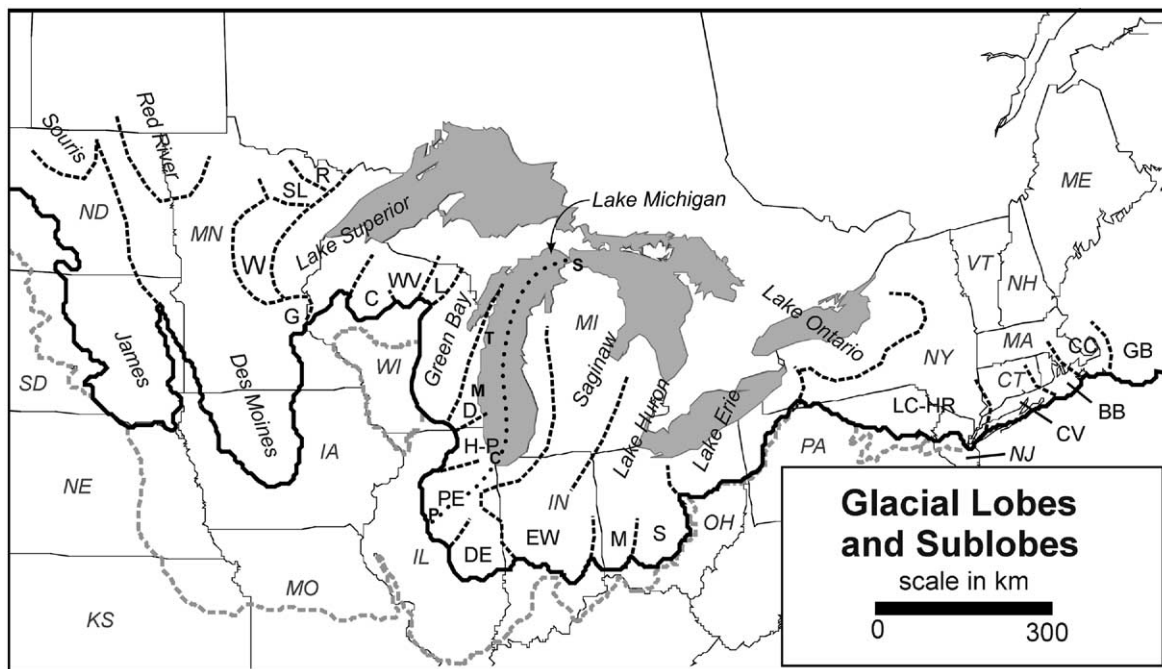 Souris
Red River
ND
MN
SL
R
W
Lake Superior
Lake Michigan
ME
G
C
WV
L
Green Bay
S
MI
T
Lake Ontario
VT
NH
NY
MA
CC
GB
CT
BB
CV
James
SD
Des Moines
WI
M
D
Saginaw
Lake Huron
Lake Erie
LC-HR
PA
NJ
NE
IA
H-P
C
PE
P
IN
IL
DE
EW
M
S
OH
KS
MO
Glacial Lobes
and Sublobes
scale in km
0 300